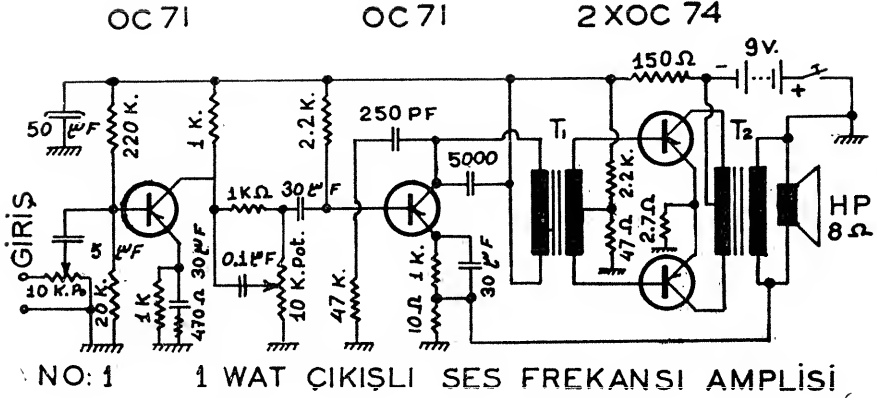 OC 71
OC 71
2 X OC 74
150 Ω
9 V.
-
+
50 µF
220 K.
1 K.
2.2 K.
250 PF
5000
T1
T2
2.2 K.
47 Ω
2.7 Ω
HP
8 Ω
GİRİŞ
5 µF
10 K.Po
20 K.
1 K
470 Ω
30 µF
1 KΩ
30 µF
0.1 µF
10 K.Pot.
47 K.
1 K.
10 Ω
30 µF
NO: 1 1 WAT ÇIKIŞLI SES FREKANSI AMPLİSİ